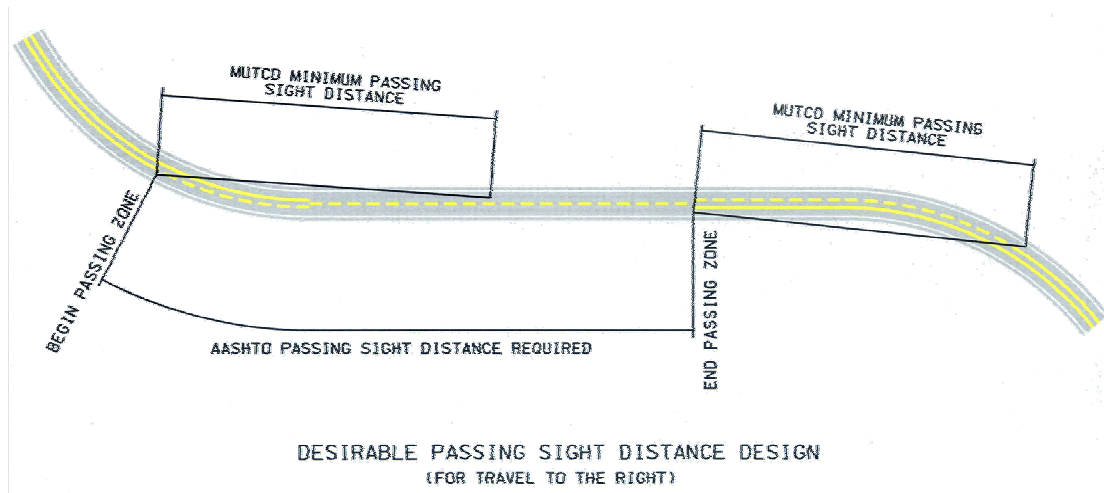 MUTCD MINIMUM PASSING
SIGHT DISTANCE
MUTCD MINIMUM PASSING
SIGHT DISTANCE
BEGIN PASSING ZONE
END PASSING ZONE
AASHTO PASSING SIGHT DISTANCE REQUIRED
DESIRABLE PASSING SIGHT DISTANCE DESIGN
(FOR TRAVEL TO THE RIGHT)